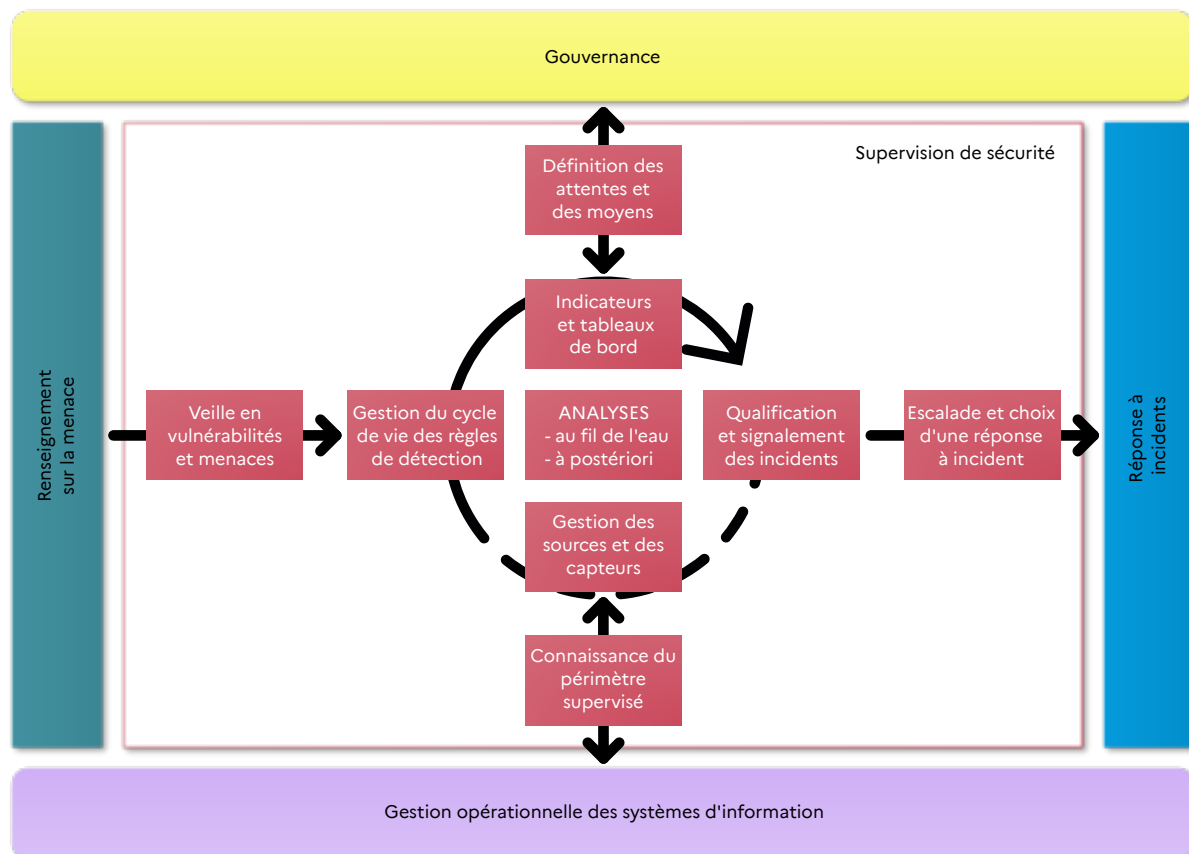 Gouvernance
Supervision de sécurité
Définition des
attentes et
des moyens
Indicateurs
et tableaux
de bord
Renseignement
sur la menace
Veille en
vulnérabilités
et menaces
Gestion du cycle
de vie des règles
de détection
ANALYSES
- au fil de l'eau
- à postériori
Qualification
et signalement
des incidents
Escalade et choix
d'une réponse
à incident
Réponse à
incidents
Gestion des
sources et des
capteurs
Connaissance du
périmètre
supervisé
Gestion opérationnelle des systèmes d'information